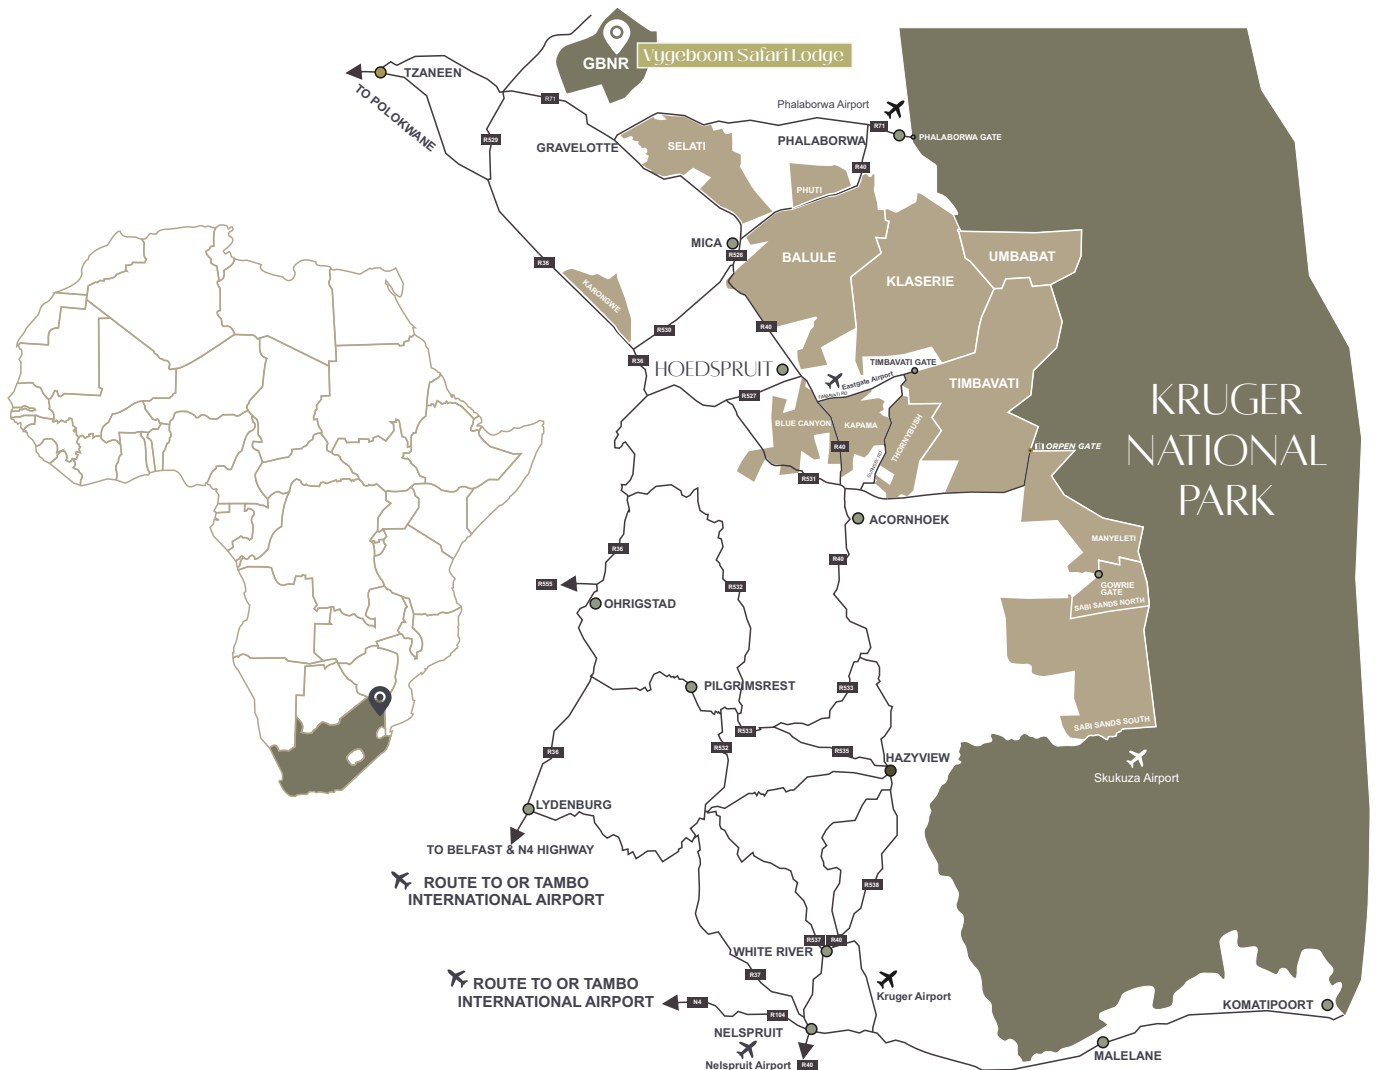 GBNR
Vygeboom Safari Lodge
TZANEEN
TO POLOKWANE
R71
R529
GRAVELOTTE
SELATI
Phalaborwa Airport
R71
PHALABORWA
PHALABORWA GATE
R40
PHUTI
MICA
R526
BALULE
KLASERIE
UMBABAT
R36
KARONGWE
R530
R40
R36
HOEDSPRUIT
TIMBAVATI GATE
Eastgate Airport
TIMBAVATI RD
TIMBAVATI
R527
BLUE CANYON
KAPAMA
THORNYBUSH
R40
ORPEN GATE
R531
KRUGER
NATIONAL
PARK
ACORNHOEK
R36
R40
MANYELETI
R555
R532
GOWRIE
GATE
OHRIGSTAD
SABI SANDS NORTH
PILGRIMSREST
R533
SABI SANDS SOUTH
R533
R532
R535
R36
HAZYVIEW
Skukuza Airport
LYDENBURG
TO BELFAST & N4 HIGHWAY
ROUTE TO OR TAMBO
INTERNATIONAL AIRPORT
R538
R537
R40
WHITE RIVER
R37
ROUTE TO OR TAMBO
INTERNATIONAL AIRPORT
N4
R104
Kruger Airport
NELSPRUIT
Nelspruit Airport
R40
KOMATIPOORT
MALELANE